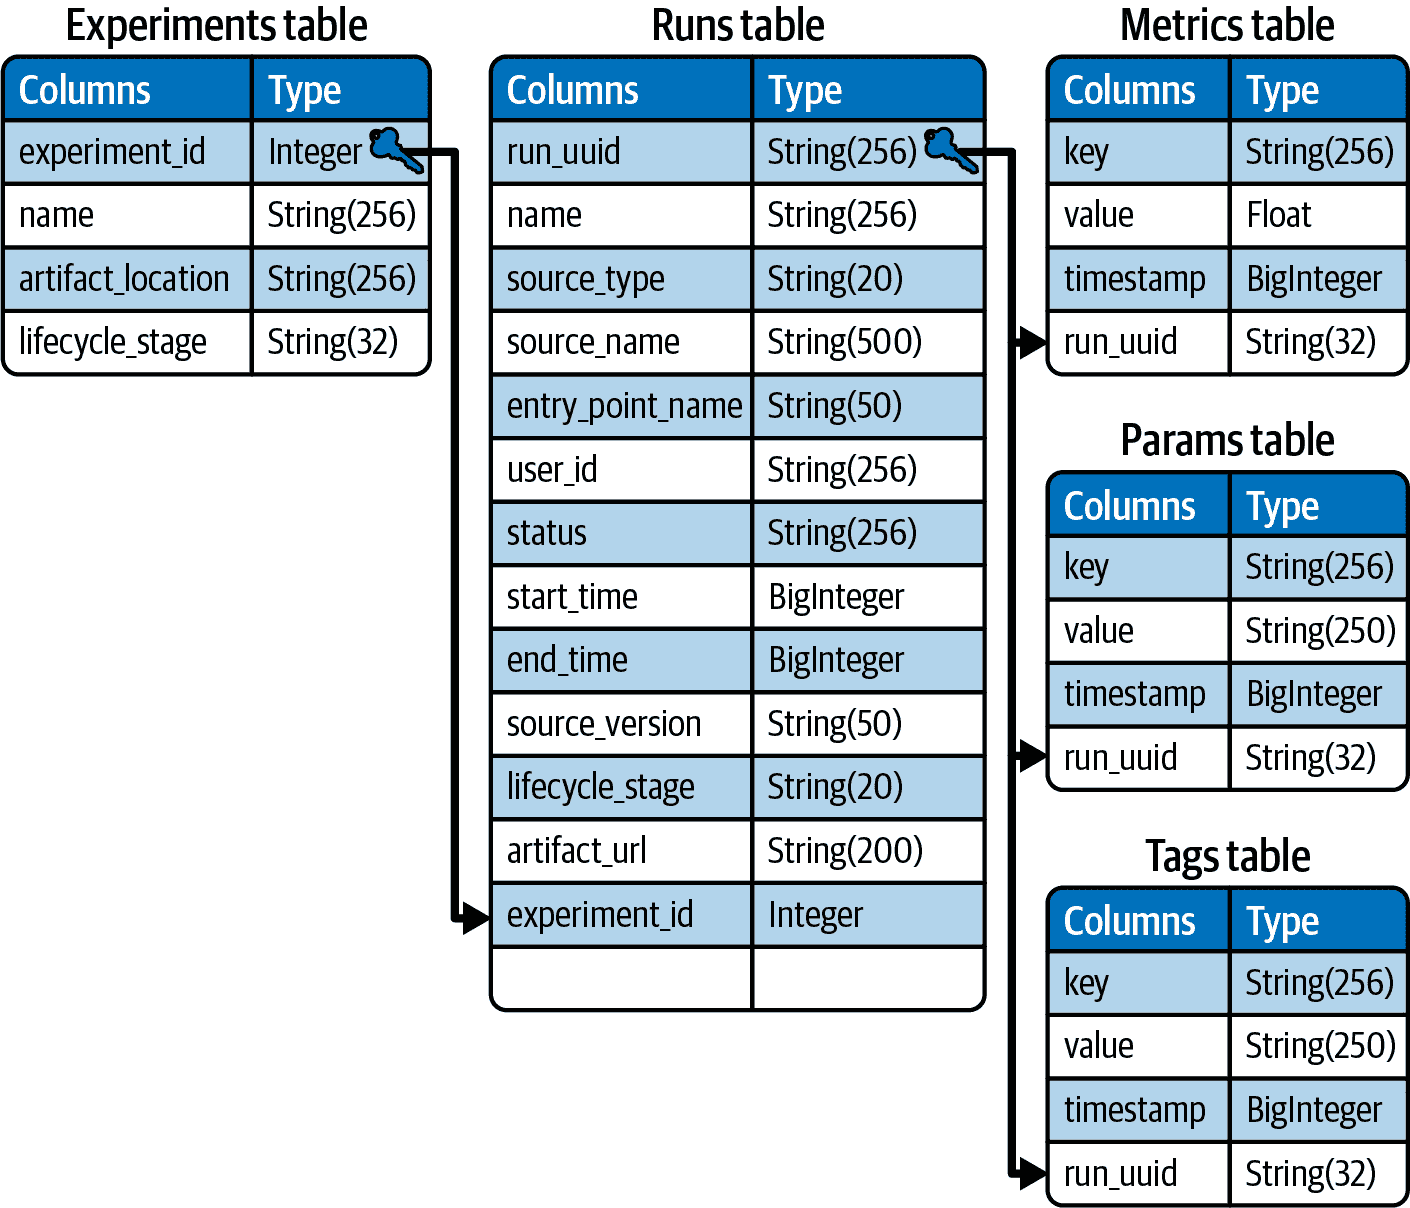 Experiments table
Columns Type
experiment_id Integer
name String(256)
artifact_location String(256)
lifecycle_stage String(32)
Runs table
Columns Type
run_uuid String(256)
name String(256)
source_type String(20)
source_name String(500)
entry_point_name String(50)
user_id String(256)
status String(256)
start_time BigInteger
end_time BigInteger
source_version String(50)
lifecycle_stage String(20)
artifact_url String(200)
experiment_id Integer
Metrics table
Columns Type
key String(256)
value Float
timestamp BigInteger
run_uuid String(32)
Params table
Columns Type
key String(256)
value String(250)
timestamp BigInteger
run_uuid String(32)
Tags table
Columns Type
key String(256)
value String(250)
timestamp BigInteger
run_uuid String(32)